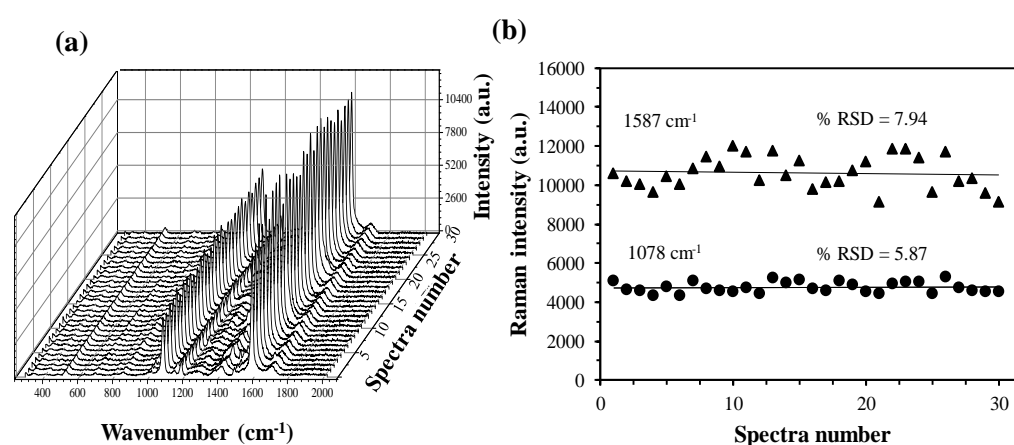 (a)
10400
7800
5200
2600
0
Intensity (a.u.)
30
25
20
15
10
5
Spectra number
400 600 800 1000 1200 1400 1600 1800 2000
Wavenumber (cm-1)
(b)
16000
14000
12000
10000
8000
6000
4000
2000
0
Raman intensity (a.u.)
1587 cm-1
% RSD = 7.94
1078 cm-1
% RSD = 5.87
0 10 20 30
Spectra number